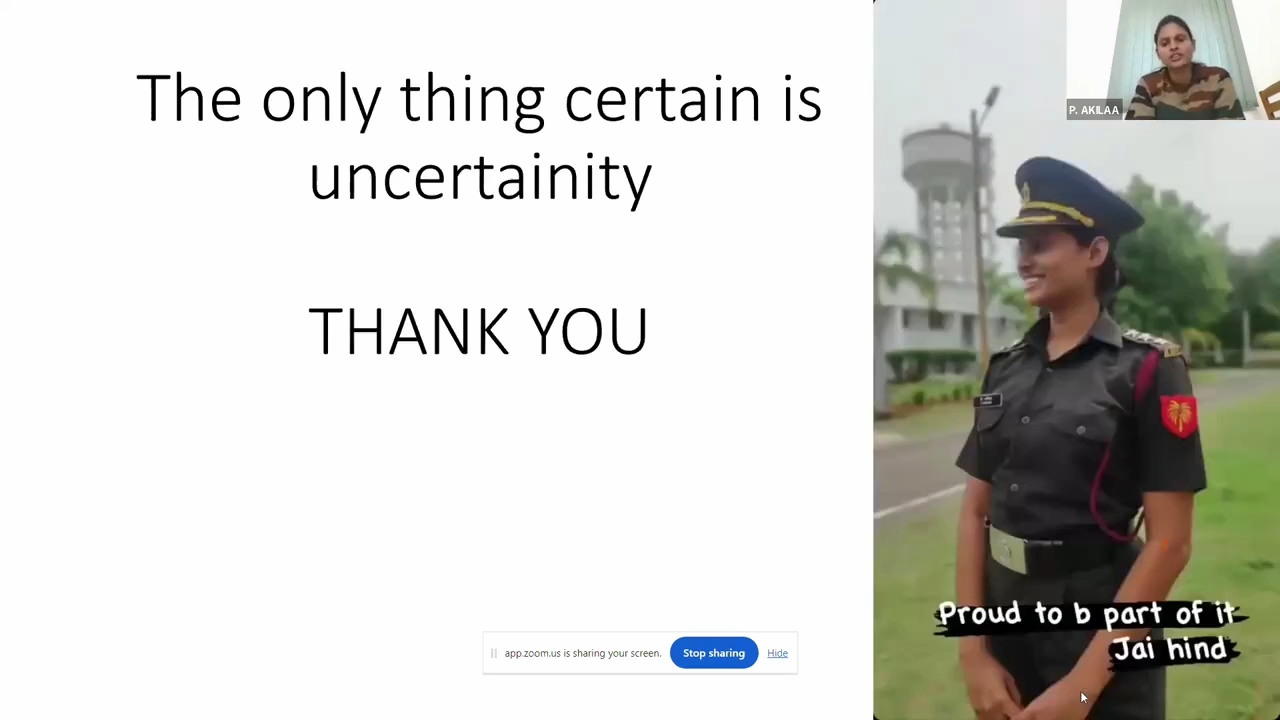 The only thing certain is
uncertainity
THANK YOU
P. AKILAA
Proud to b part of it
Jai hind
app.zoom.us is sharing your screen.
Stop sharing
Hide